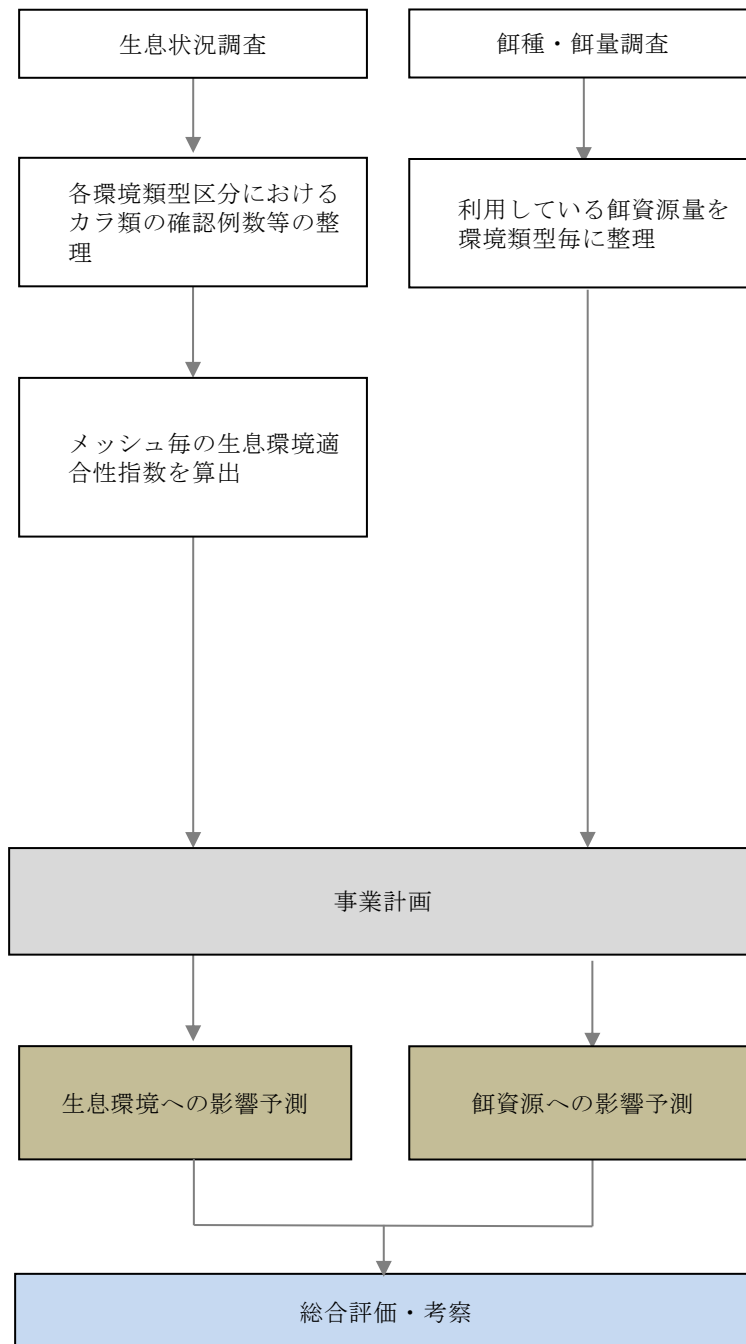 生息状況調査
餌種・餌量調査
各環境類型区分における
カラ類の確認例数等の整
理
利用している餌資源量を
環境類型毎に整理
メッシュ毎の生息環境適
合性指数を算出
事業計画
生息環境への影響予測
餌資源への影響予測
総合評価・考察